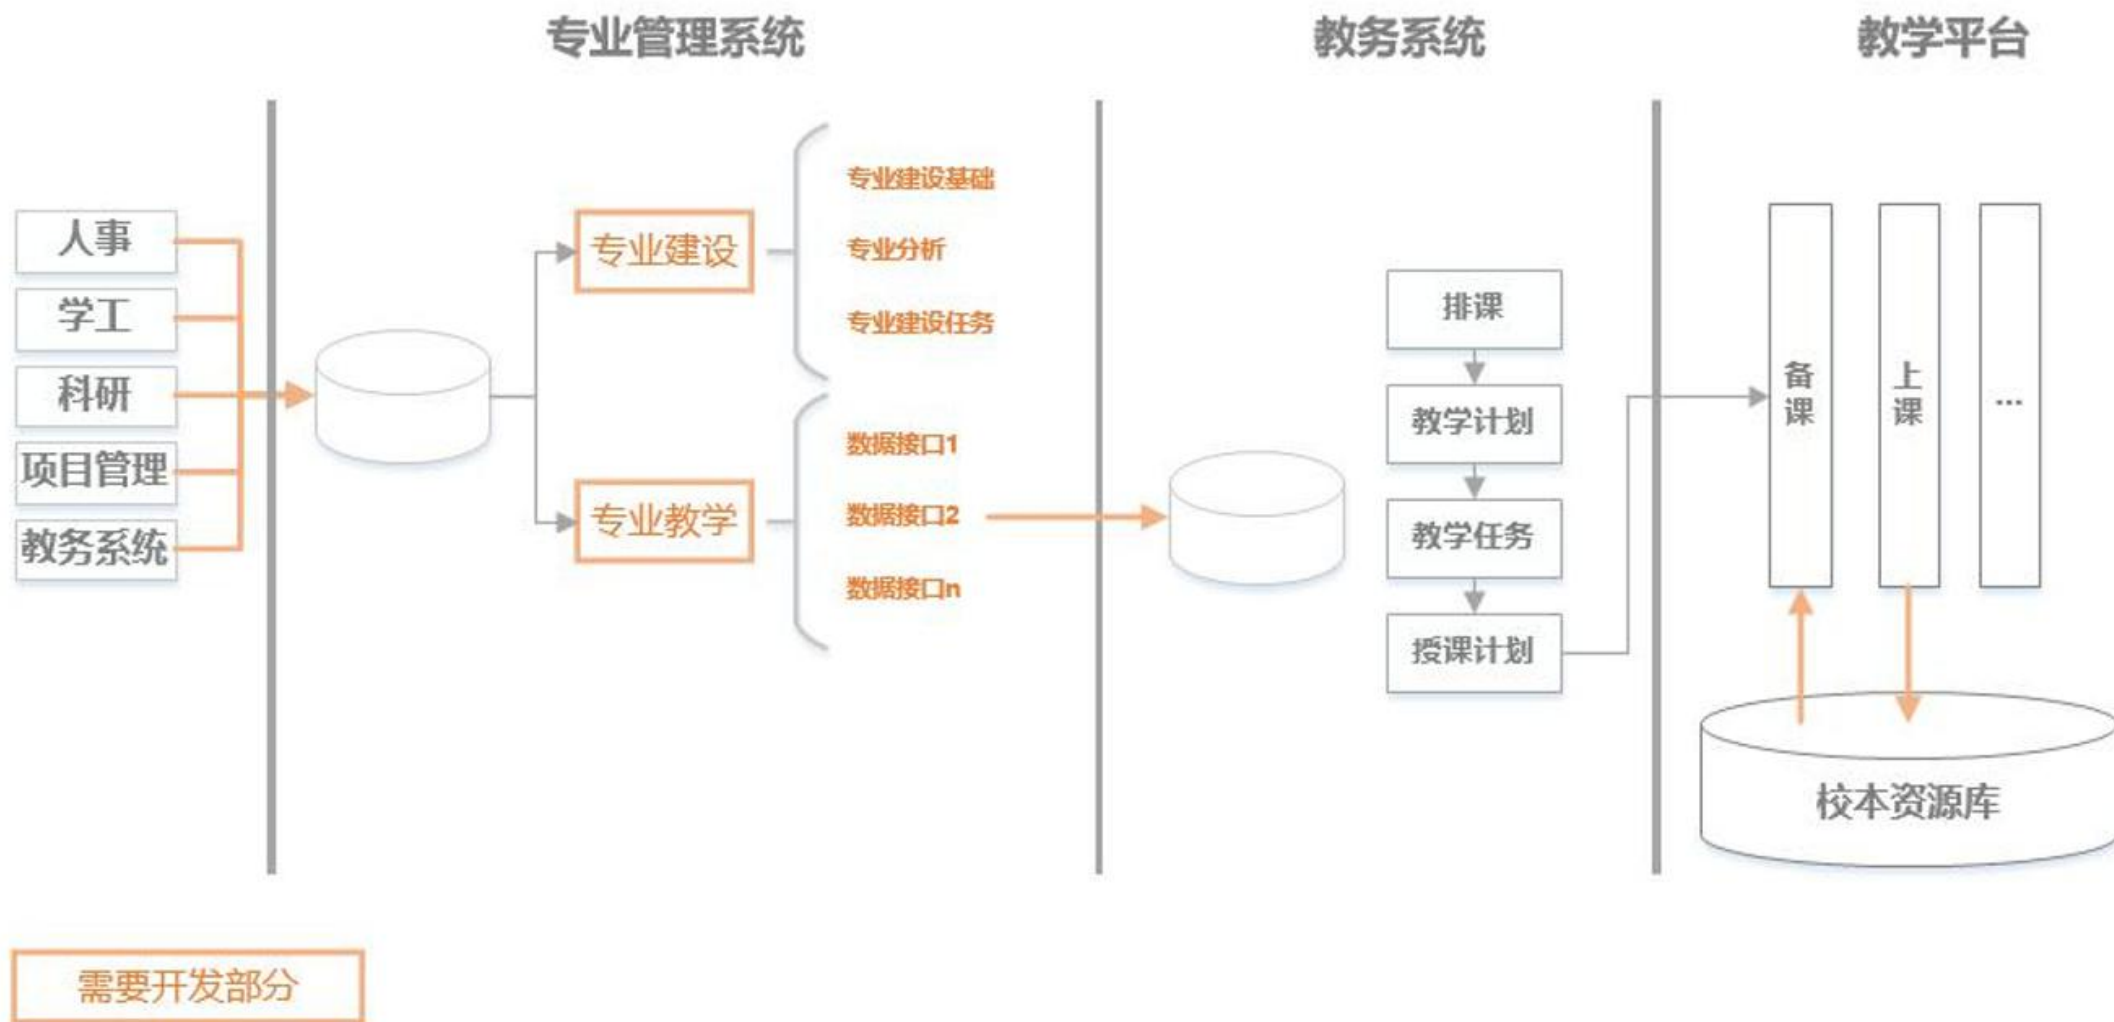 专业管理系统
教务系统
教学平台
人事
学工
科研
项目管理
教务系统
专业建设
专业建设基础
专业分析
专业建设任务
专业教学
数据接口1
数据接口2
数据接口n
排课
教学计划
教学任务
授课计划
备课
上课
...
校本资源库
需要开发部分